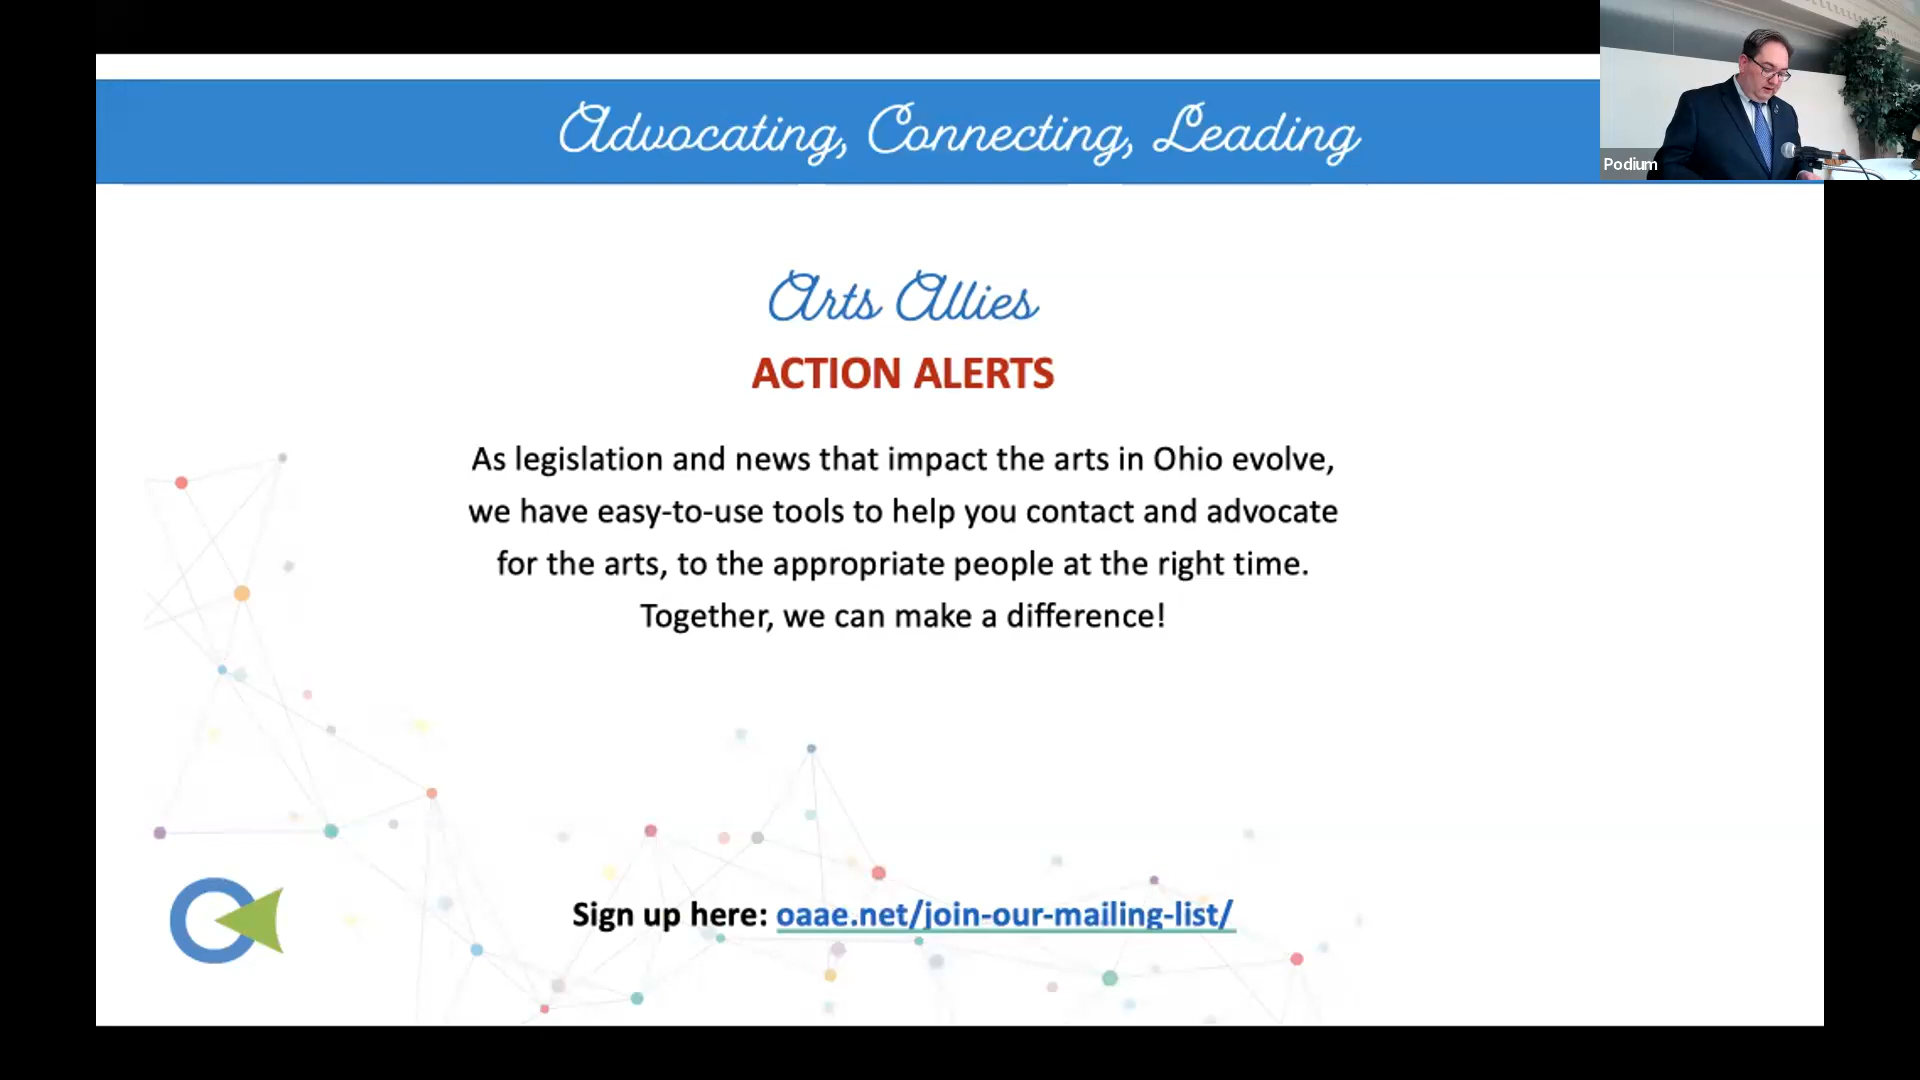 Advocating, Connecting, Leading
Podium
Arts Allies
ACTION ALERTS
As legislation and news that impact the arts in Ohio evolve,
we have easy-to-use tools to help you contact and advocate
for the arts, to the appropriate people at the right time.
Together, we can make a difference!
Sign up here: oaae.net/join-our-mailing-list/